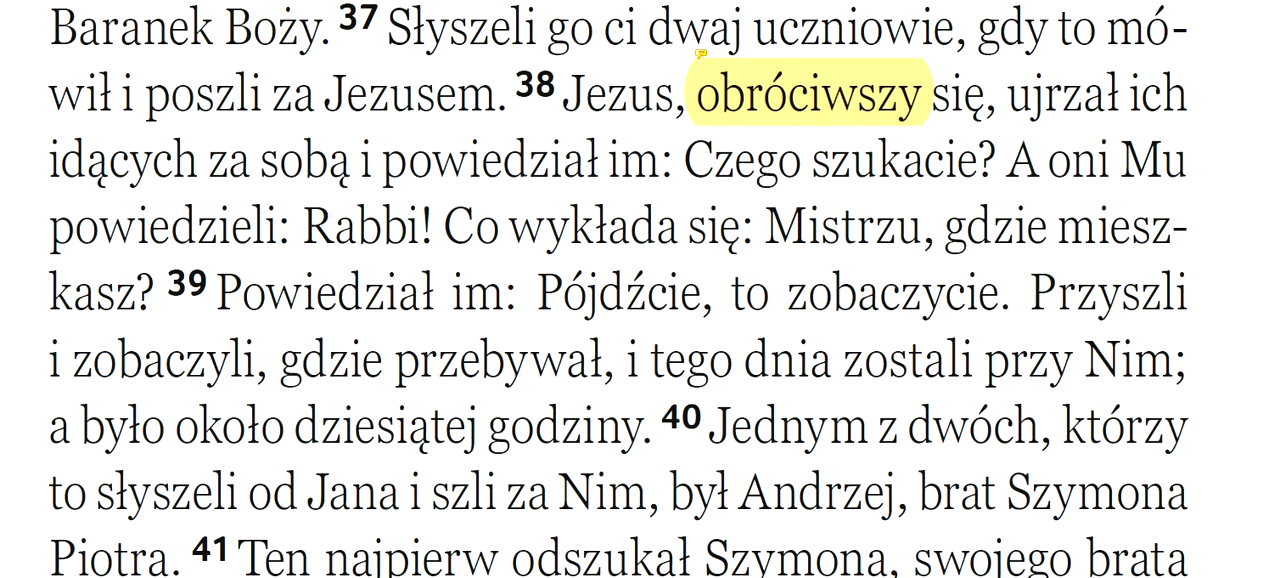 Baranek Boży. 37 Słyszeli go ci dwaj uczniowie, gdy to mó-
wił i poszli za Jezusem. 38 Jezus, obróciwszy się, ujrzał ich
idących za sobą i powiedział im: Czego szukacie? A oni Mu
powiedzieli: Rabbi! Co wykłada się: Mistrzu, gdzie miesz-
kasz? 39 Powiedział im: Pójdźcie, to zobaczycie. Przyszli
i zobaczyli, gdzie przebywał, i tego dnia zostali przy Nim;
a było około dziesiątej godziny. 40 Jednym z dwóch, którzy
to słyszeli od Jana i szli za Nim, był Andrzej, brat Szymona
Piotra. 41 Ten najpierw odszukał Szymona, swojego brata